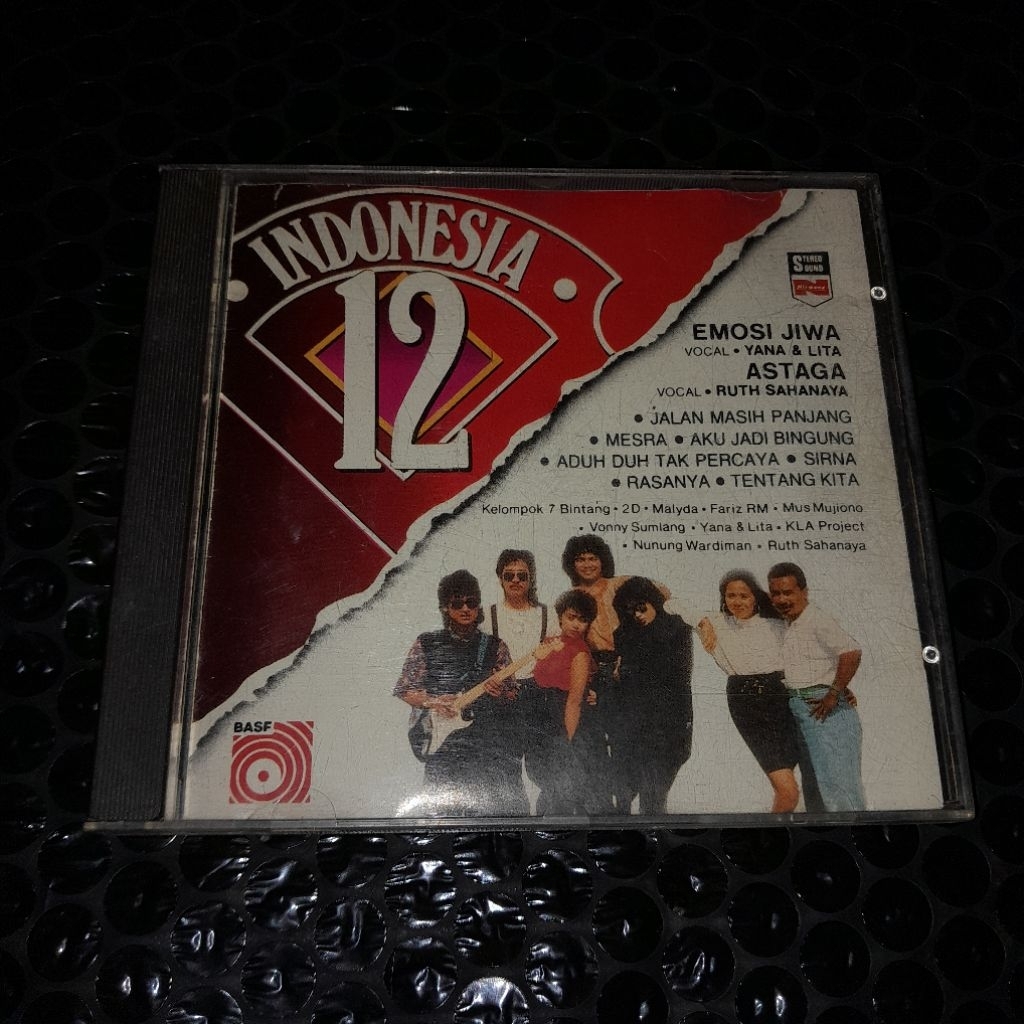 INDONESIA
12
STEREO
SOUND
EMOSI JIWA
VOCAL • YANA & LITA
ASTAGA
VOCAL • RUTH SAHANAYA
• JALAN MASIH PANJANG
• MESRA • AKU JADI BINGUNG
• ADUH DUH TAK PERCAYA • SIRNA
• RASANYA • TENTANG KITA
Kelompok 7 Bintang • 2D • Malyda • Fariz RM • Mus Mujiono
• Vonny Sumlang • Yana & Lita • KLA Project
• Nunung Wardiman • Ruth Sahanaya
BASF